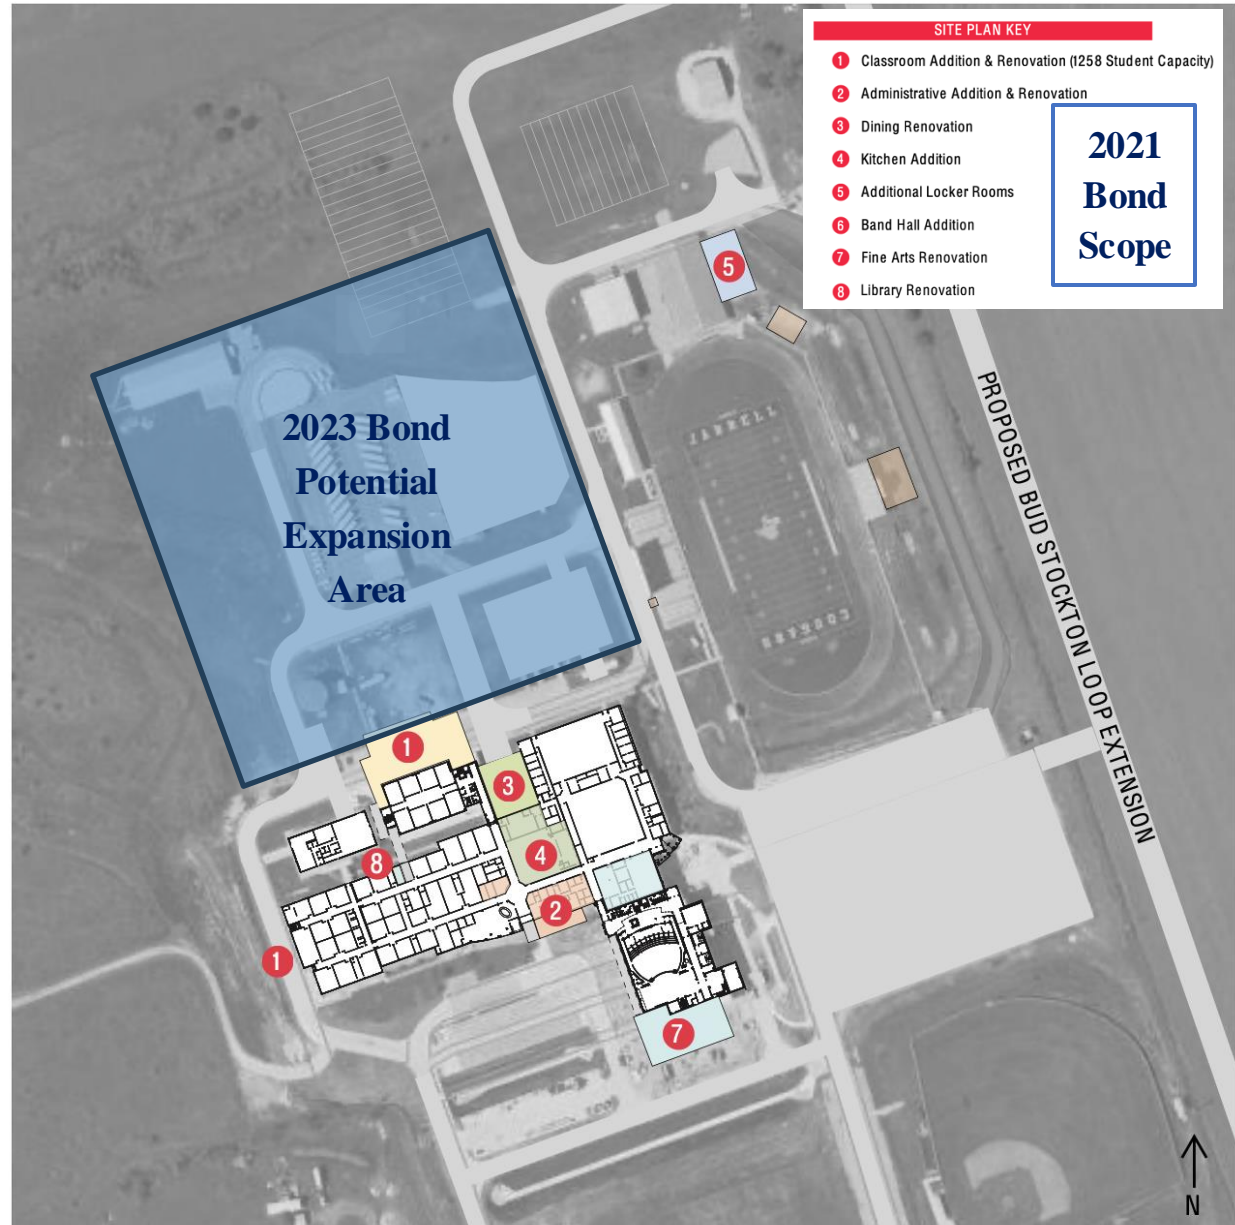 SITE PLAN KEY
1 Classroom Addition & Renovation (1258 Student Capacity)
2 Administrative Addition & Renovation
3 Dining Renovation
4 Kitchen Addition
5 Additional Locker Rooms
6 Band Hall Addition
7 Fine Arts Renovation
8 Library Renovation
2021
Bond
Scope
5
2023 Bond
Potential
Expansion
Area
PROPOSED BUD STOCKTON LOOP EXTENSION
COUGARS
1
3
4
8
2
1
7
N